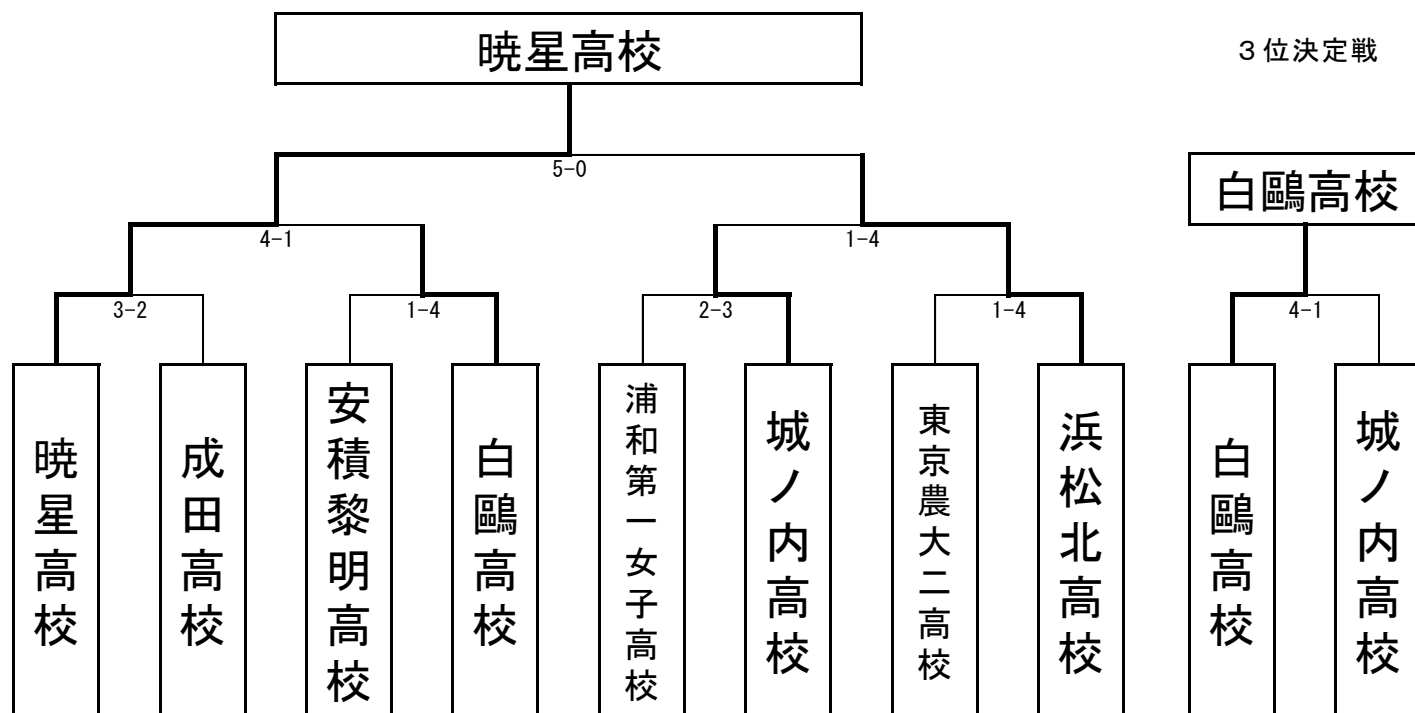 暁星高校
３位決定戦
5-0
白鷗高校
4-1
1-4
3-2
1-4
2-3
1-4
4-1
暁星高校
成田高校
安積黎明高校
白鷗高校
浦和第一女子高校
城ノ内高校
東京農大二高校
浜松北高校
白鷗高校
城ノ内高校